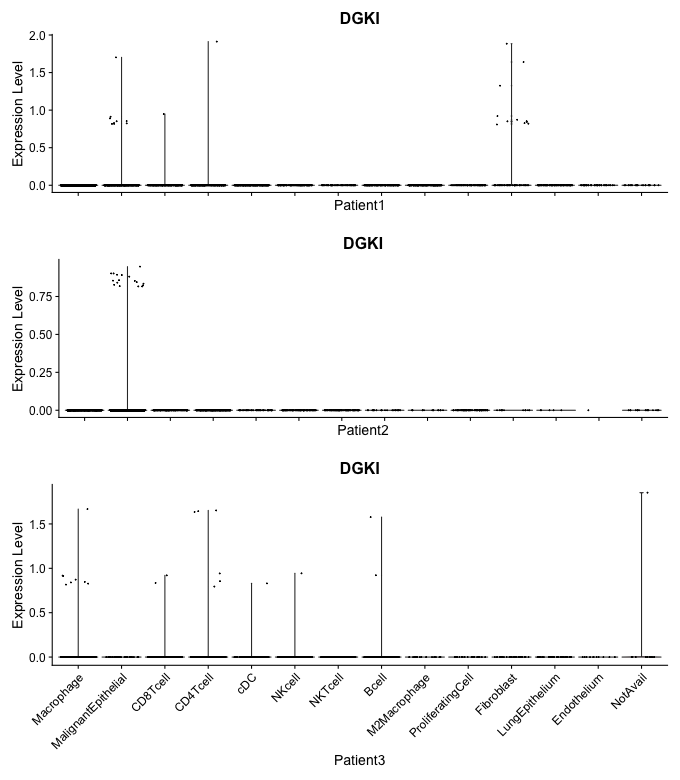 DGKI
Expression Level
2.0
1.5
1.0
0.5
0.0
Patient1
DGKI
Expression Level
0.75
0.50
0.25
0.00
Patient2
DGKI
Expression Level
1.5
1.0
0.5
0.0
Macrophage
MalignantEpithelial
CD8Tcell
CD4Tcell
cDC
NKcell
NKTcell
Bcell
M2Macrophage
ProliferatingCell
Fibroblast
LungEpithelium
Endothelium
NotAvail
Patient3